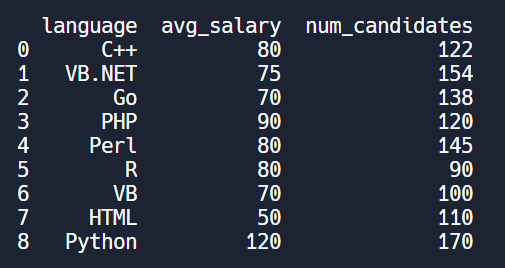 language avg_salary num_candidates
0 C++ 80 122
1 VB.NET 75 154
2 Go 70 138
3 PHP 90 120
4 Perl 80 145
5 R 80 90
6 VB 70 100
7 HTML 50 110
8 Python 120 170